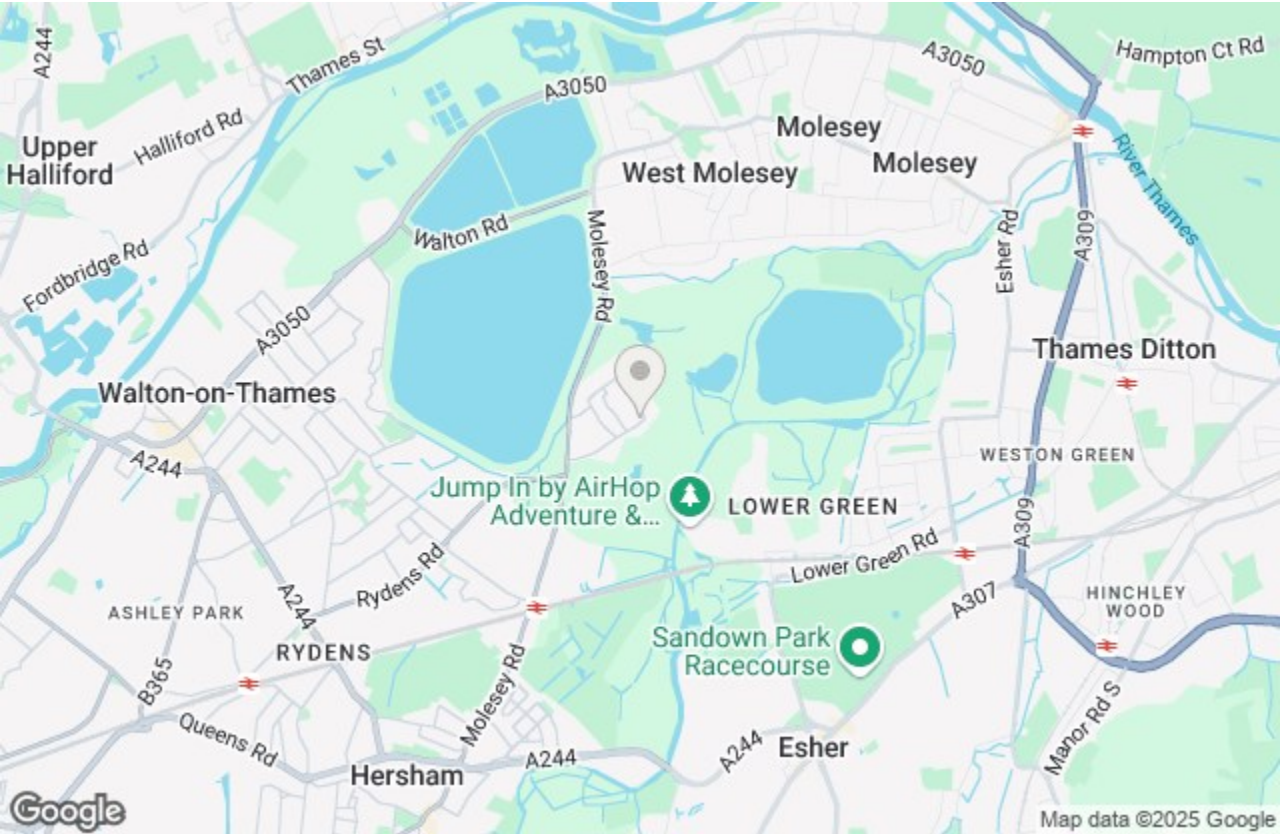 A244
Thames St
A3050
A3050
Hampton Ct Rd
Halliford Rd
Upper
Halliford
Molesey
Molesey
West Molesey
River Thames
Walton Rd
Molesey Rd
Esher Rd
A309
Fordbridge Rd
A3050
Thames Ditton
Walton-on-Thames
WESTON GREEN
A244
Jump In by AirHop
Adventure &...
LOWER GREEN
A309
Lower Green Rd
Rydens Rd
A244
A307
HINCHLEY
WOOD
ASHLEY PARK
RYDENS
Sandown Park
Racecourse
B365
Molesey Rd
Manor Rd S
Queens Rd
A244
A244
Esher
Hersham
Google
Map data ©2025 Google